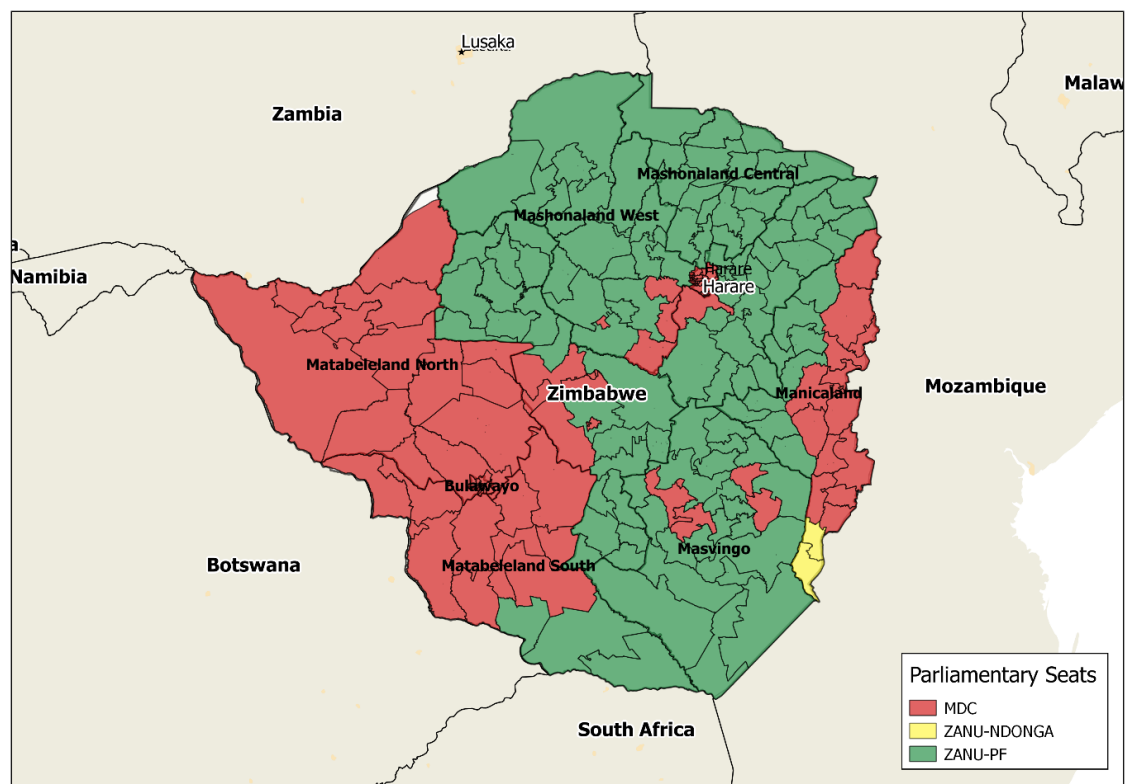 Lusaka
Malaw
Zambia
Mashonaland Central
Mashonaland West
a
Namibia
Harare
Harare
Matabeleland North
Zimbabwe
Manicaland
Mozambique
Bulawayo
Masvingo
Botswana
Matabeleland South
South Africa
Parliamentary Seats
MDC
ZANU-NDONGA
ZANU-PF